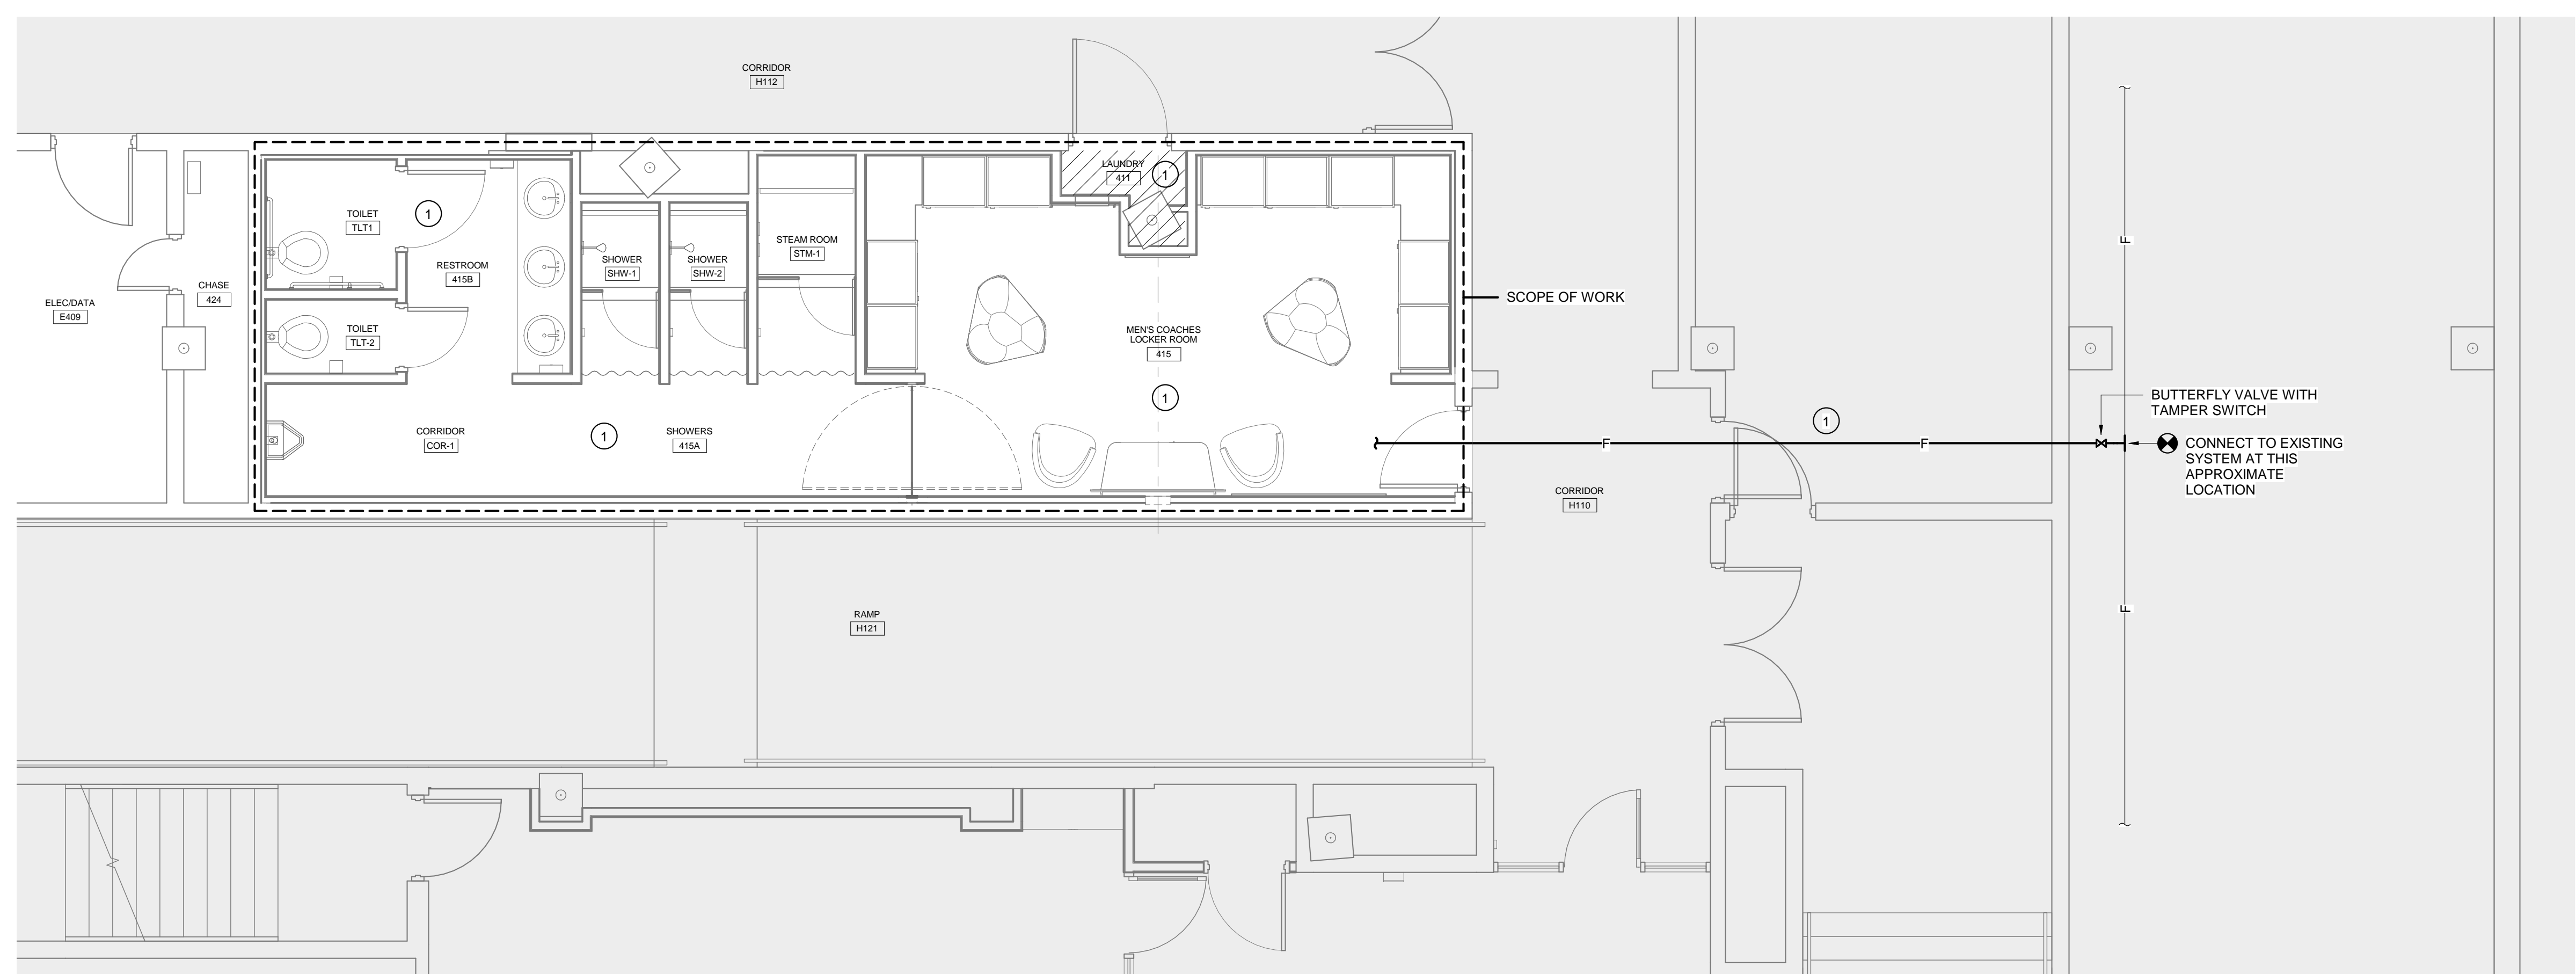 CORRIDOR
H112
LAUNDRY
411
1
TOILET
TLT1
1
STEAM ROOM
STM-1
RESTROOM
415B
SHOWER
SHW-1
SHOWER
SHW-2
CHASE
424
ELEC/DATA
E409
TOILET
TLT-2
MEN'S COACHES
LOCKER ROOM
415
1
SCOPE OF WORK
F
BUTTERFLY VALVE WITH
TAMPER SWITCH
CORRIDOR
COR-1
1
SHOWERS
415A
F
1
F
CONNECT TO EXISTING
SYSTEM AT THIS
APPROXIMATE
LOCATION
CORRIDOR
H110
RAMP
H121
F